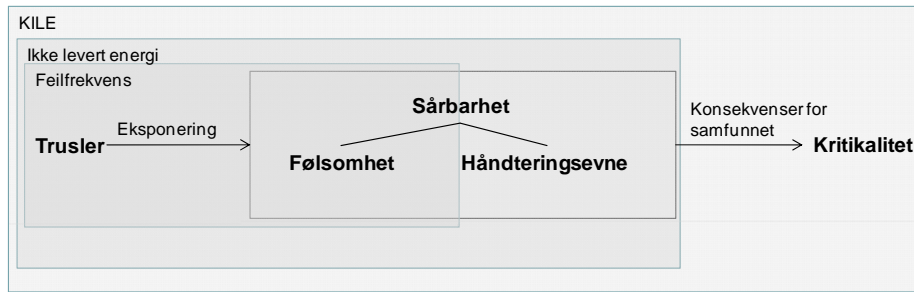 KILE
Ikke levert energi
Feilfrekvens
Sårbarhet
Trusler
Eksponering
Følsomhet
Håndteringsevne
Konsekvenser for
samfunnet
Kritikalitet